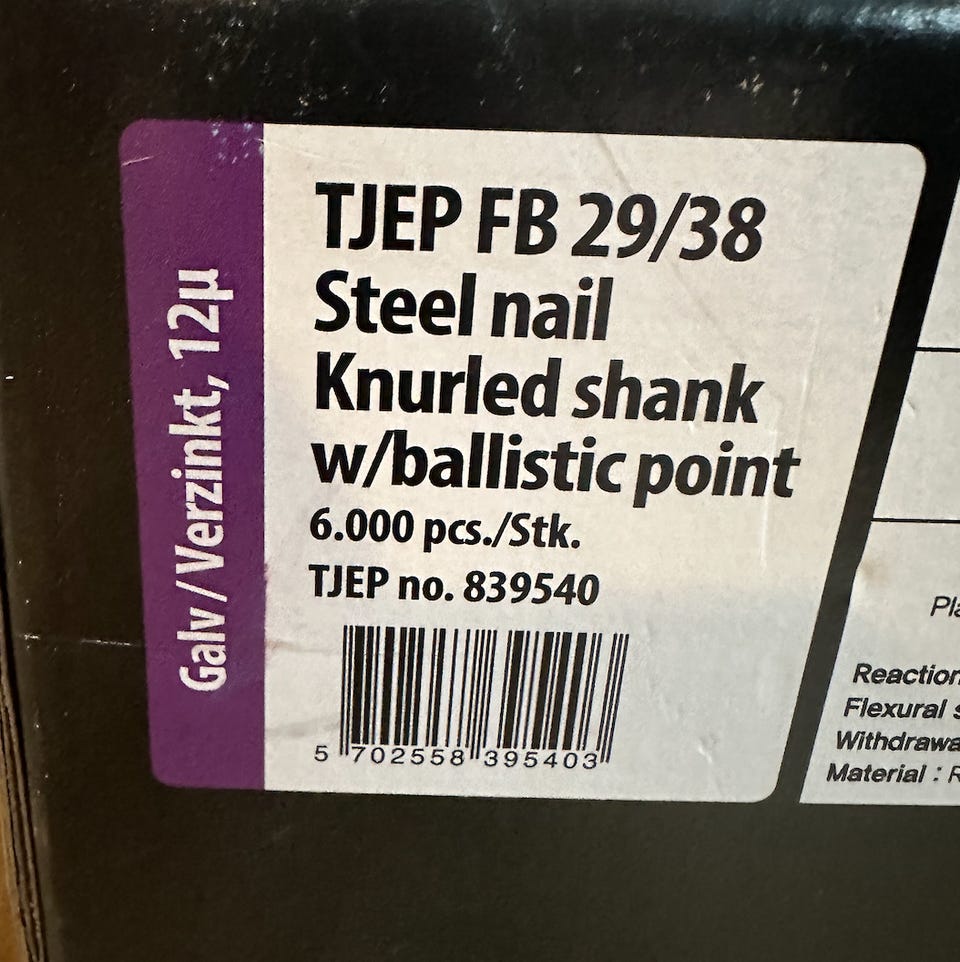 Galv / Verzinkt, 12µ
TJEP FB 29/38
Steel nail
Knurled shank
w/ballistic point
6.000 pcs./Stk.
TJEP no. 839540
5 702558 395403
Reaction
Flexural
Withdrawa
Material :